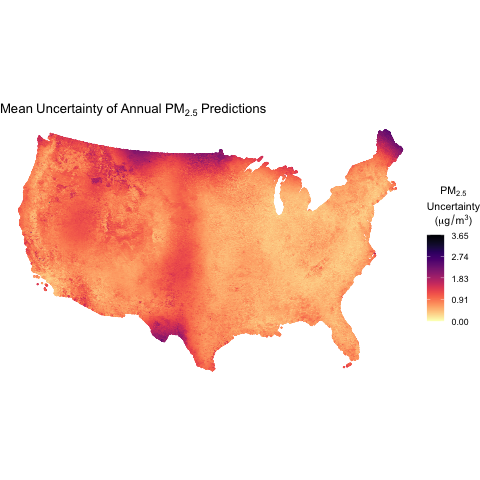 Mean Uncertainty of Annual PM2.5 Predictions
PM2.5
Uncertainty
(μg/m³)
3.65
2.74
1.83
0.91
0.00